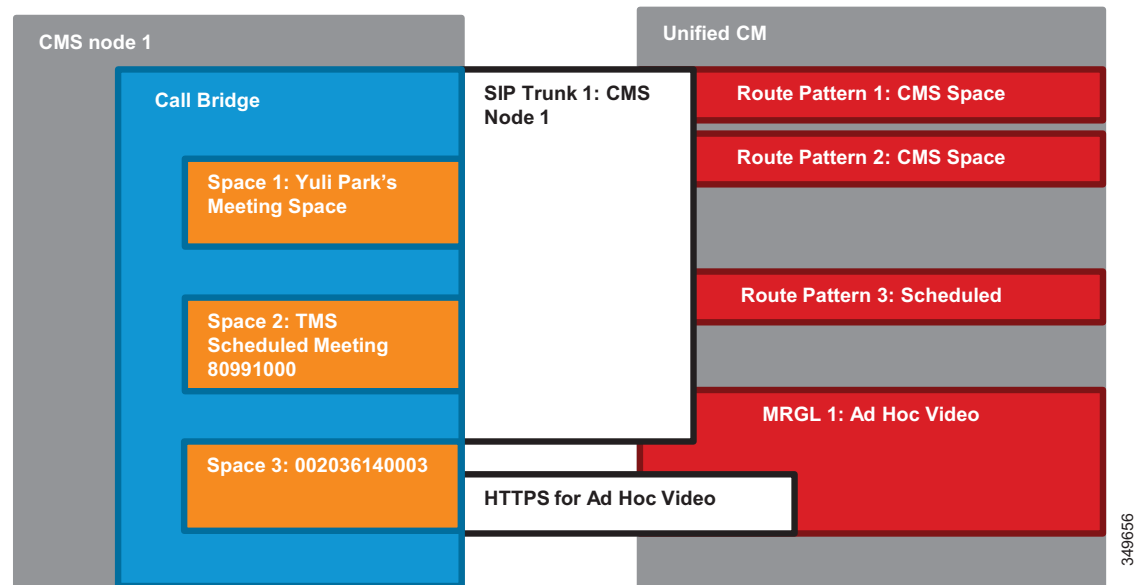 CMS node 1
Unified CM
Call Bridge
SIP Trunk 1: CMS
Node 1
Route Pattern 1: CMS Space
Route Pattern 2: CMS Space
Space 1: Yuli Park's
Meeting Space
Route Pattern 3: Scheduled
Space 2: TMS
Scheduled Meeting
80991000
MRGL 1: Ad Hoc Video
Space 3: 002036140003
HTTPS for Ad Hoc Video
349656